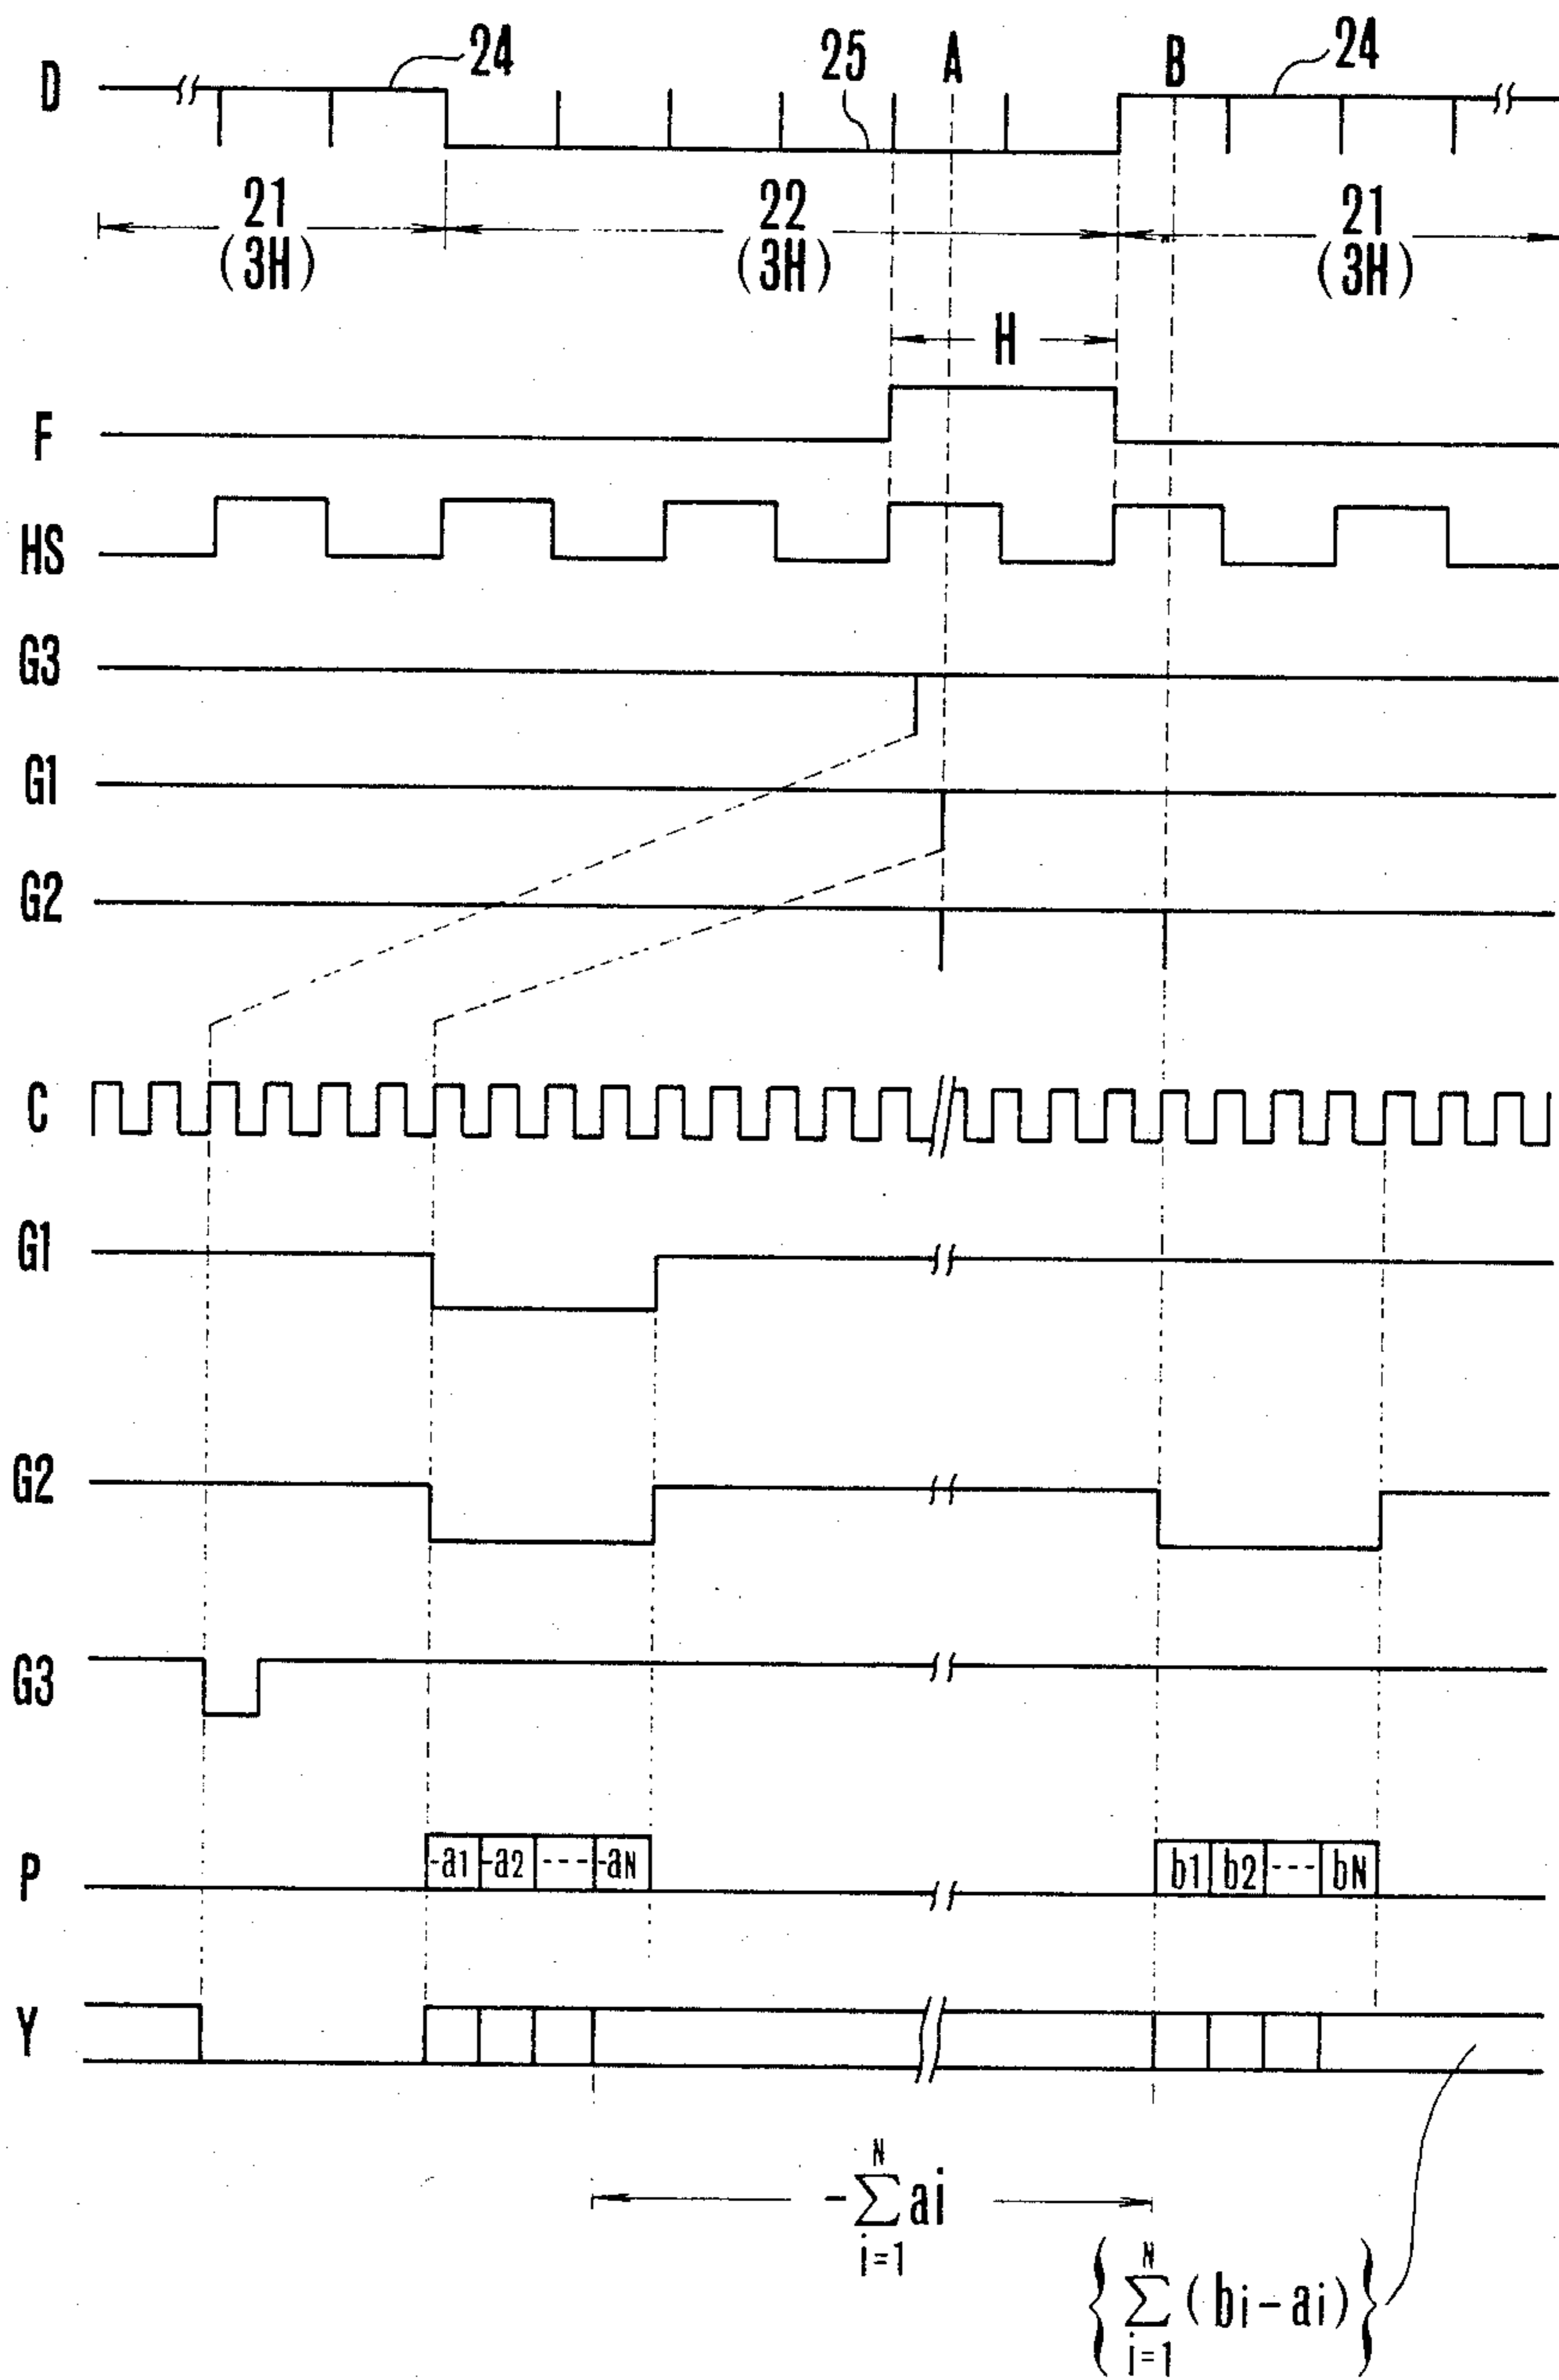 D 24 25 A B 24
21 22 21
(3H) (3H) (3H)
H
F
HS
G3
G1
G2
C
G1
G2
G3
P -a1 -a2 --- -aN b1 b2 --- bN
Y
N
-∑ai
i=1
N
{∑(bi-ai)}
i=1